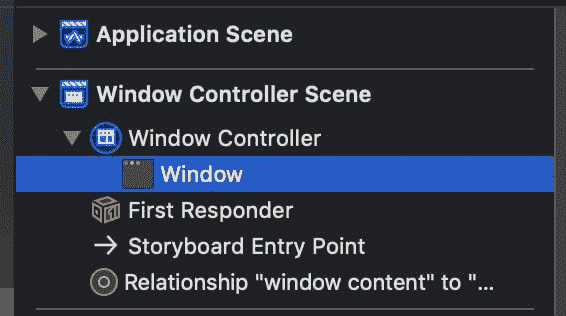 Application Scene
Window Controller Scene
Window Controller
Window
First Responder
Storyboard Entry Point
Relationship "window content" to "...